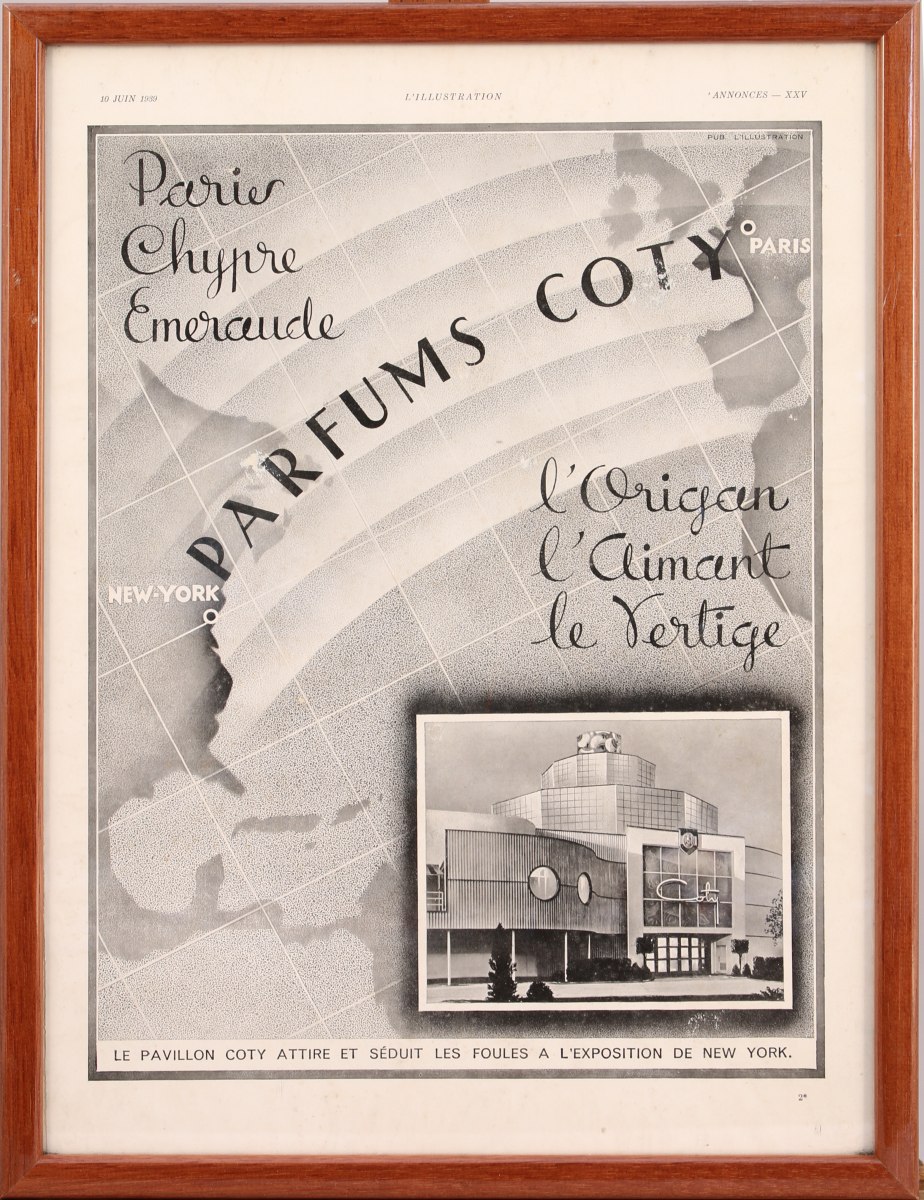 10 JUIN 1939
L'ILLUSTRATION
ANNONCES — XXV
PUB. L'ILLUSTRATION
Paris
Chypre
Emeraude
PARFUMS COTY
PARIS
NEW-YORK
l'Origan
l'Aimant
le Vertige
Coty
LE PAVILLON COTY ATTIRE ET SÉDUIT LES FOULES A L'EXPOSITION DE NEW YORK.
2*